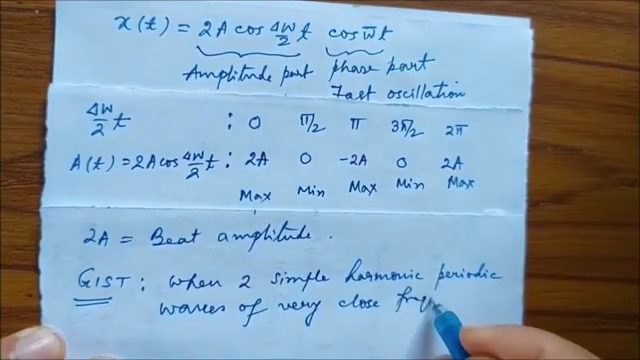 x(t) = 2A cos ΔW/2 t cos w̄t
Amplitude part phase part
Fast oscillation
ΔW/2 t : 0 π/2 π 3π/2 2π
A(t) = 2A cos ΔW/2 t : 2A 0 -2A 0 2A
Max Min Max Min Max
2A = Beat amplitude.
GIST : when 2 simple harmonic periodic
waves of very close freq